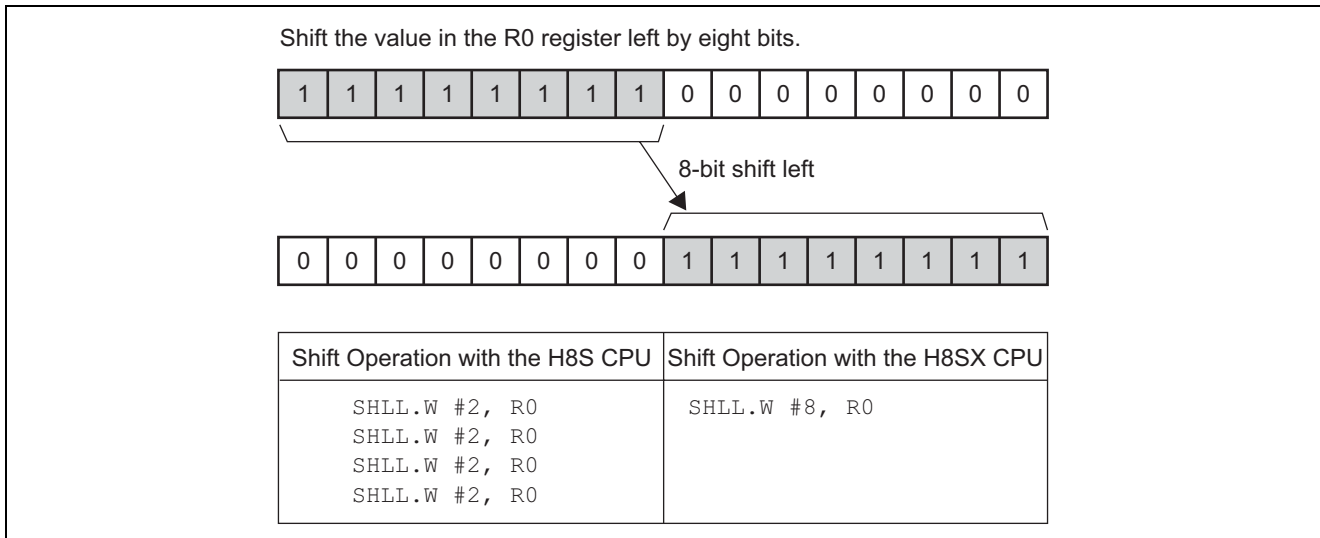 Shift the value in the R0 register left by eight bits.
1 1 1 1 1 1 1 1 0 0 0 0 0 0 0 0
8-bit shift left
0 0 0 0 0 0 0 0 1 1 1 1 1 1 1 1
Shift Operation with the H8S CPU Shift Operation with the H8SX CPU
SHLL.W #2, R0 SHLL.W #8, R0
SHLL.W #2, R0
SHLL.W #2, R0
SHLL.W #2, R0